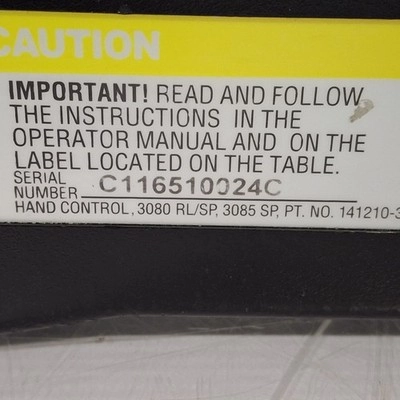 CAUTION
IMPORTANT! READ AND FOLLOW
THE INSTRUCTIONS IN THE
OPERATOR MANUAL AND ON THE
LABEL LOCATED ON THE TABLE.
SERIAL
NUMBER C116510024C
HAND CONTROL, 3080 RL/SP, 3085 SP, PT. NO. 141210-3